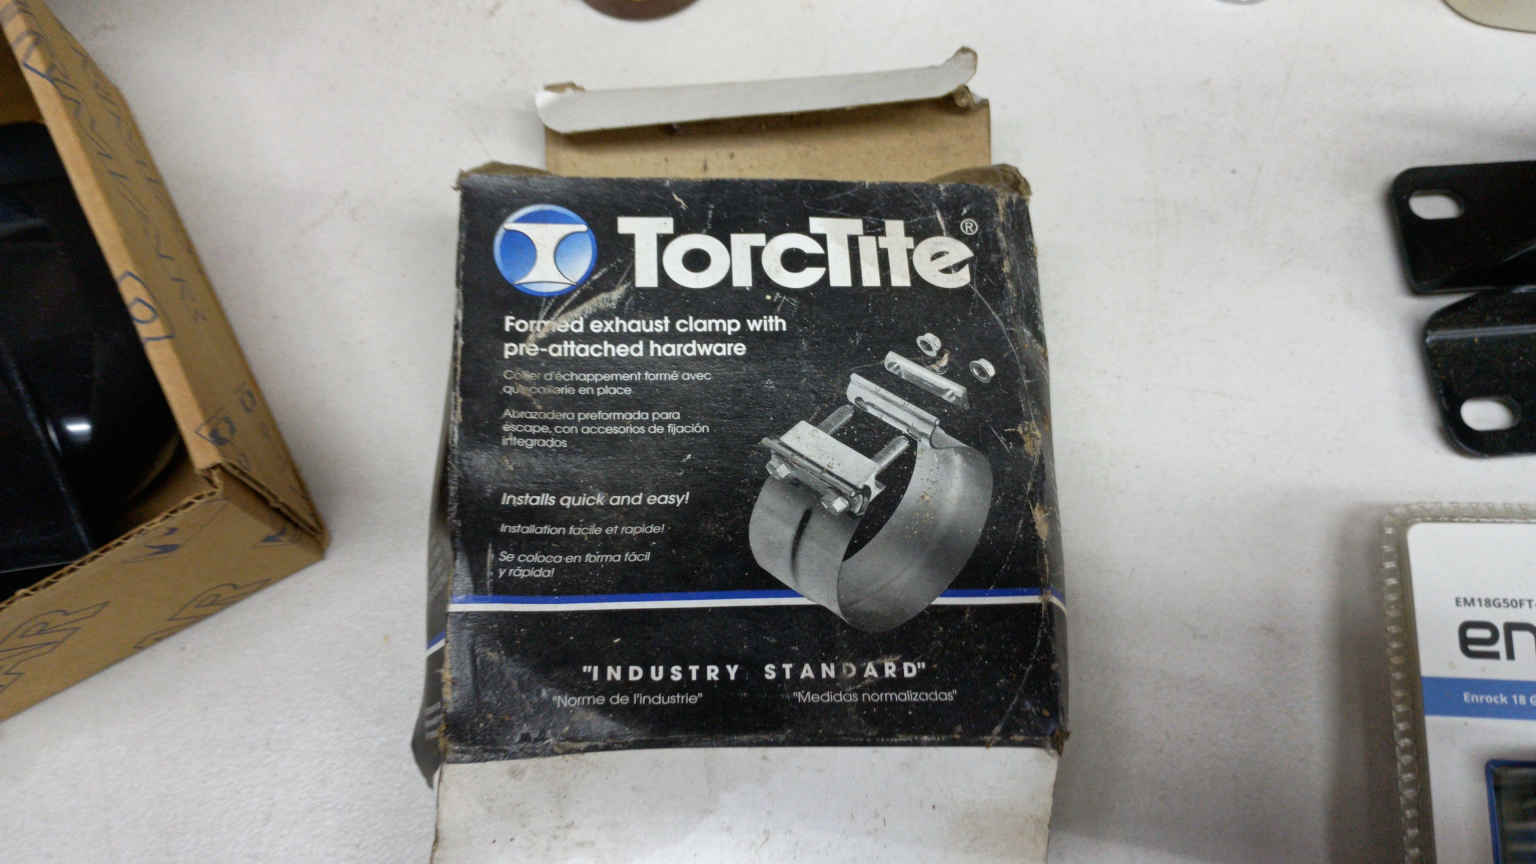 TorcTite®
Formed exhaust clamp with
pre-attached hardware
Collier d'échappement formé avec
quincaillerie en place
Abrazadera preformada para
escape, con accesorios de fijación
integrados
Installs quick and easy!
Installation facile et rapide!
Se coloca en forma fácil
y rápida!
"INDUSTRY STANDARD"
"Norme de l'industrie" "Medidas normalizadas"
EM18G50FT-
en
Enrock 18 G